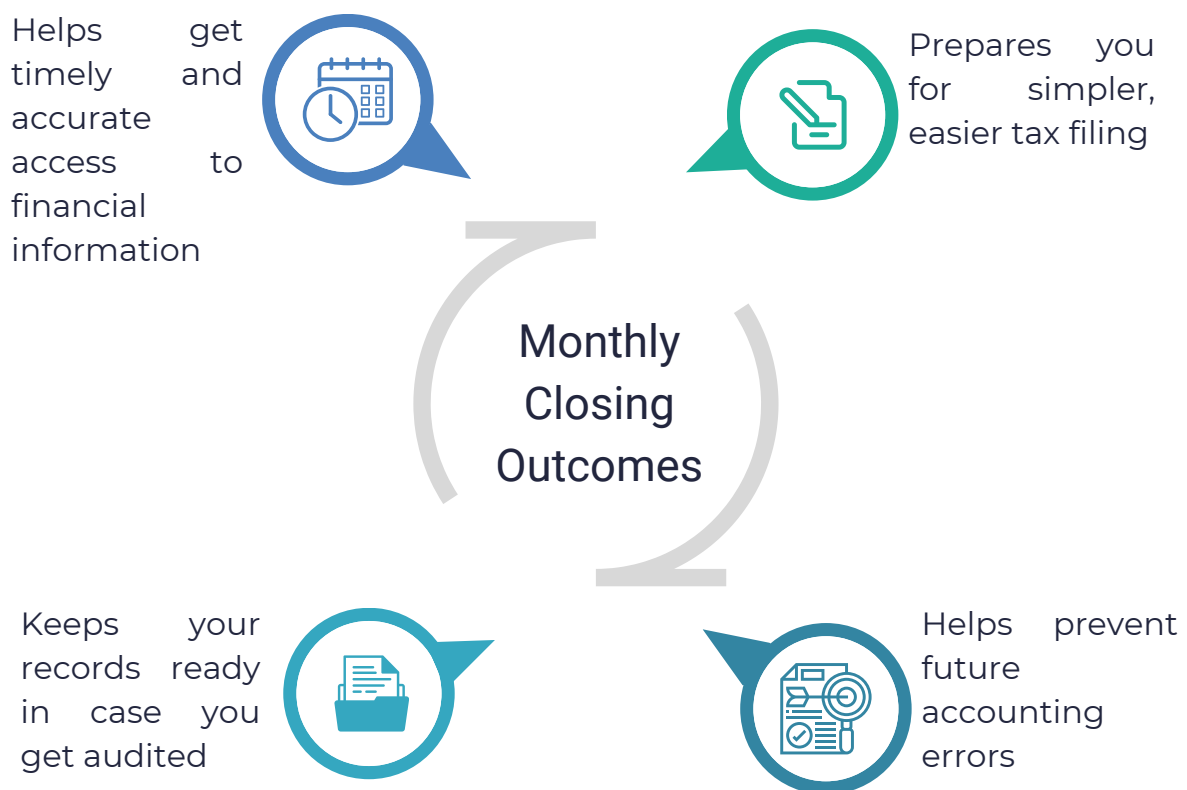 Helps get
timely and
accurate
access to
financial
information
Prepares you
for simpler,
easier tax filing
Monthly
Closing
Outcomes
Keeps your
records ready
in case you
get audited
Helps prevent
future
accounting
errors